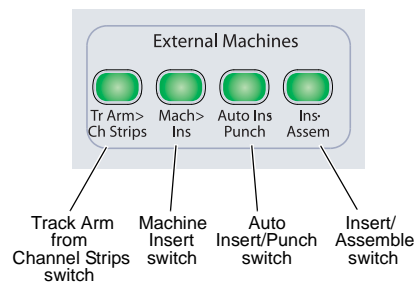 External Machines
Tr Arm> Mach> Auto Ins Ins·
Ch Strips Ins Punch Assem
Track Arm Machine Auto Insert/
from Insert Insert/Punch Assemble
Channel Strips switch switch switch
switch